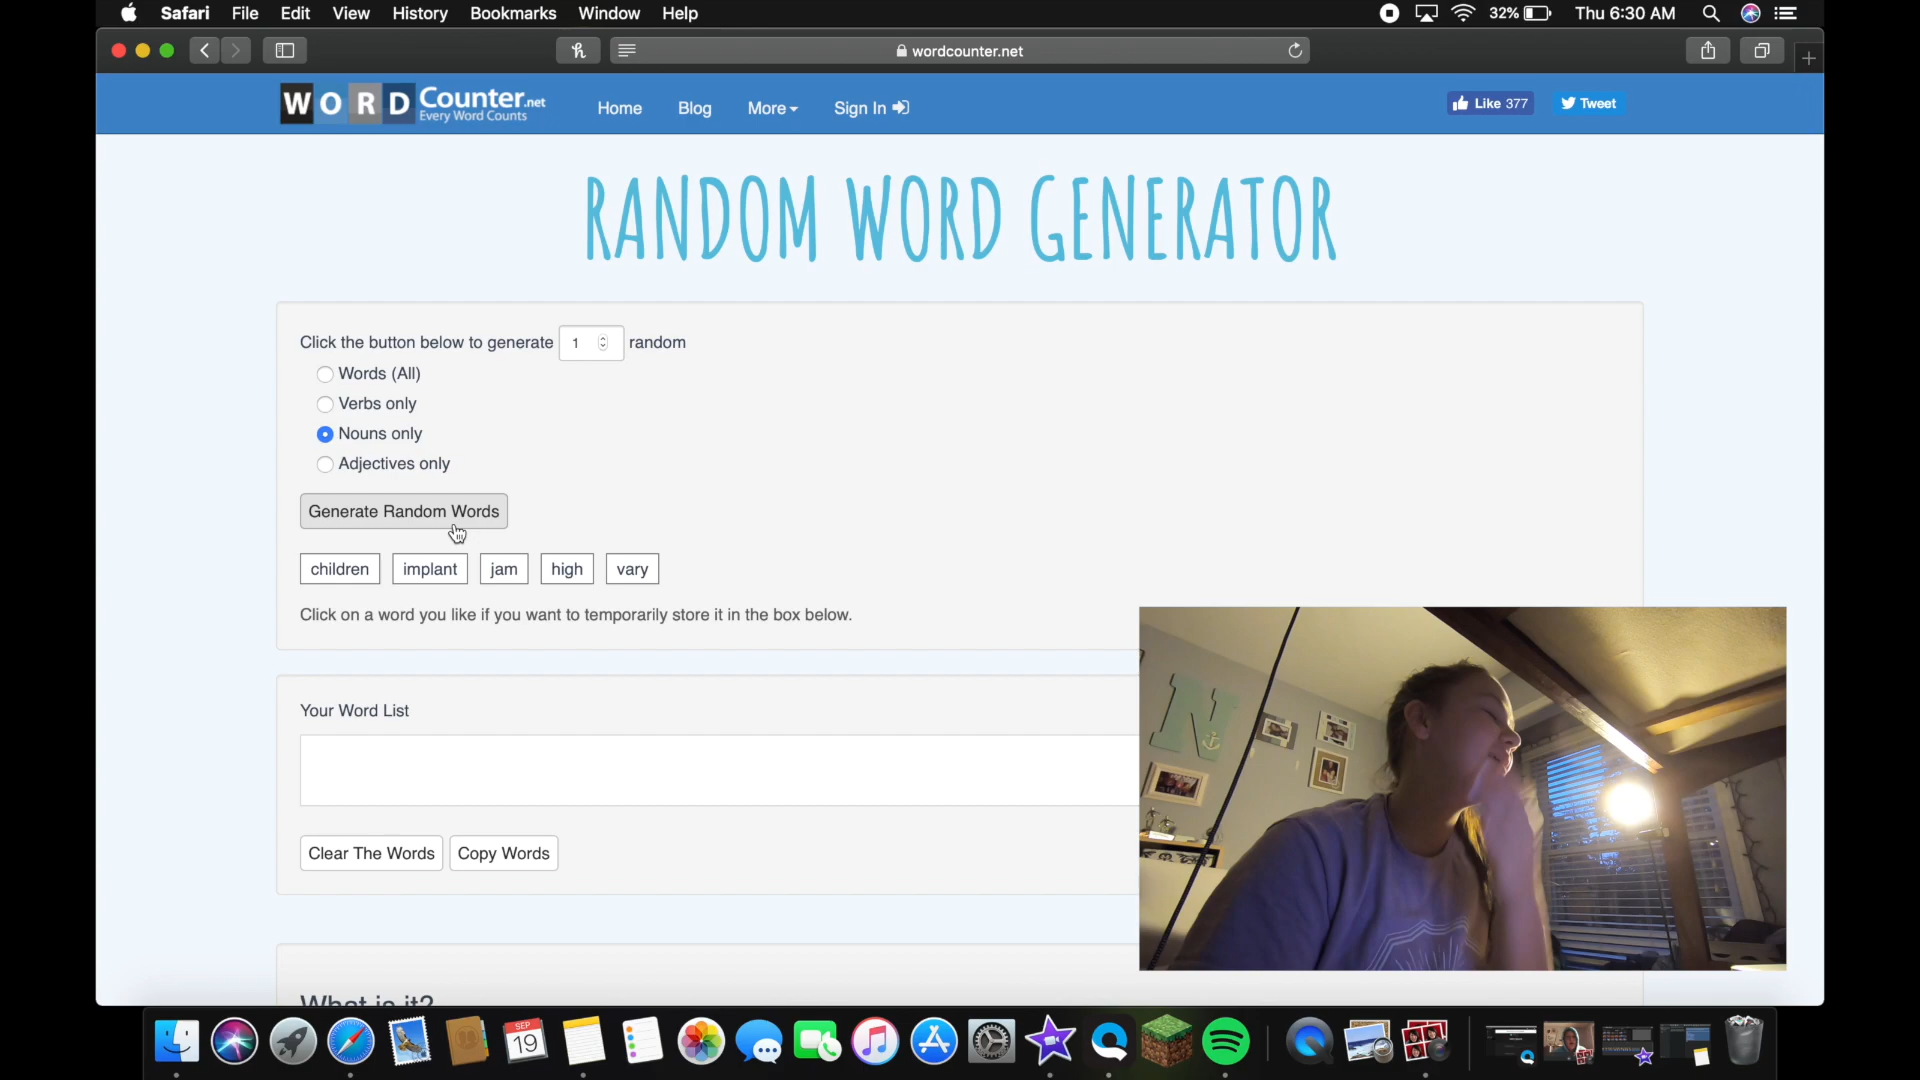 Safari File Edit View History Bookmarks Window Help 32% Thu 6:30 AM
wordcounter.net
WORD Counter.net Home Blog More Sign In Like 377 Tweet
Every Word Counts
RANDOM WORD GENERATOR
Click the button below to generate 1 random
Words (All)
Verbs only
Nouns only
Adjectives only
Generate Random Words
children implant jam high vary
Click on a word you like if you want to temporarily store it in the box below.
Your Word List
N
Clear The Words Copy Words
What is it?
SEP
19